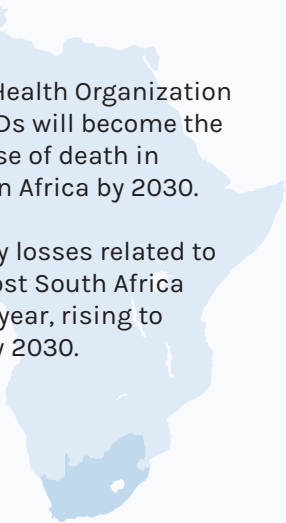 Health Organization
Ds will become the
se of death in
n Africa by 2030.
y losses related to
ost South Africa
year, rising to
y 2030.